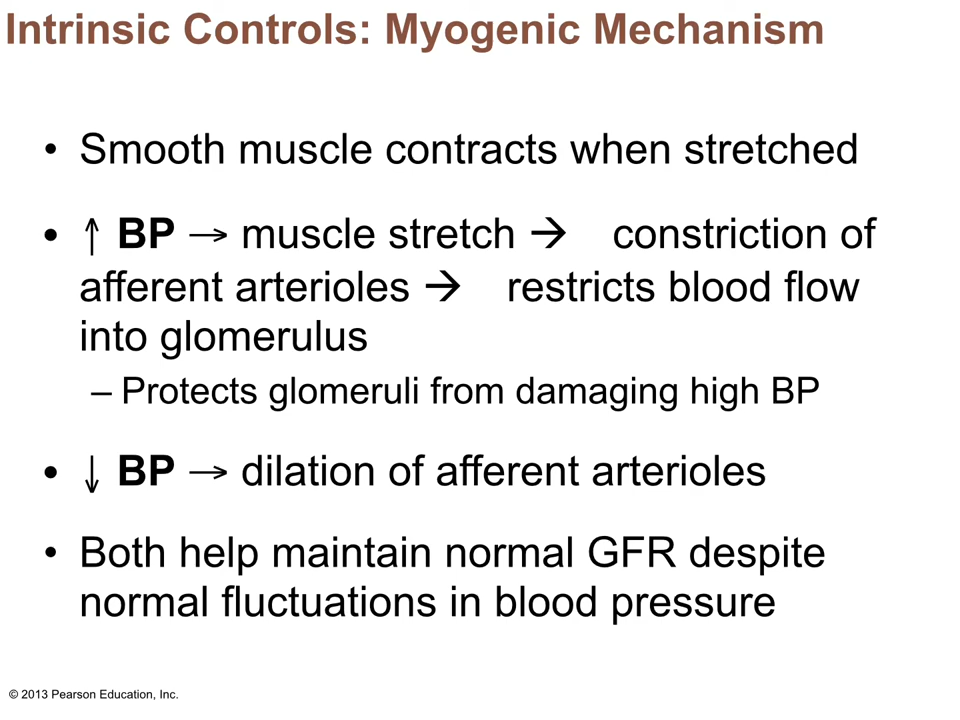 Intrinsic Controls: Myogenic Mechanism
• Smooth muscle contracts when stretched
• ↑ BP → muscle stretch → constriction of
afferent arterioles → restricts blood flow
into glomerulus
– Protects glomeruli from damaging high BP
• ↓ BP → dilation of afferent arterioles
• Both help maintain normal GFR despite
normal fluctuations in blood pressure
© 2013 Pearson Education, Inc.